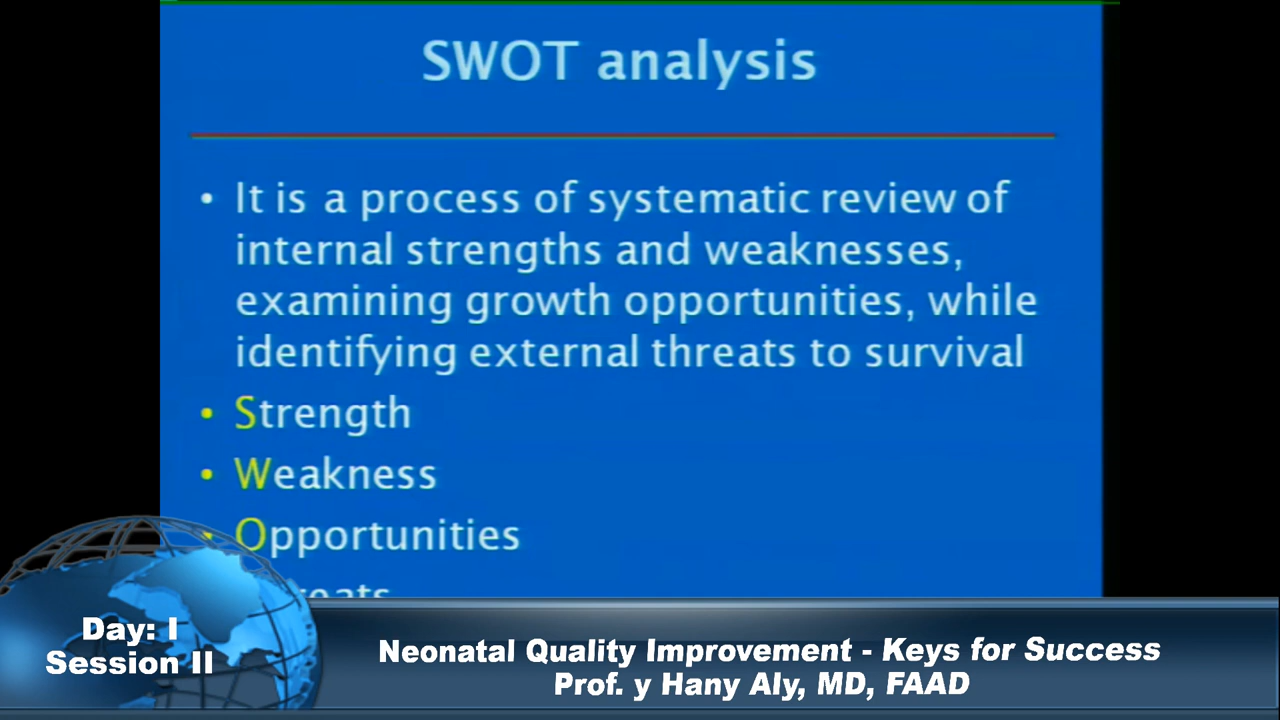 SWOT analysis
• It is a process of systematic review of
internal strengths and weaknesses,
examining growth opportunities, while
identifying external threats to survival
• Strength
• Weakness
• Opportunities
Day: I
Session II
Neonatal Quality Improvement - Keys for Success
Prof. y Hany Aly, MD, FAAD